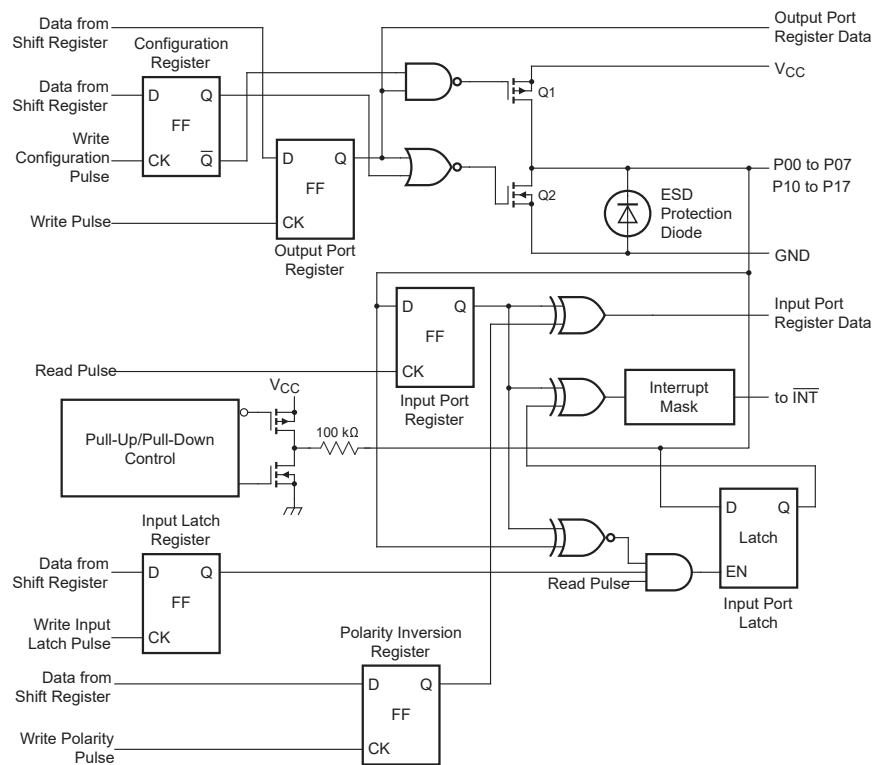 Data from
Shift Register
Configuration
Register
Output Port
Register Data
Data from
Shift Register
D
Q
FF
CK
Q̅
Write
Configuration
Pulse
Q1
VCC
D
Q
FF
CK
Output Port
Register
Write Pulse
Q2
P00 to P07
P10 to P17
ESD
Protection
Diode
GND
D
Q
FF
CK
Input Port
Register
Read Pulse
Input Port
Register Data
Interrupt
Mask
to I̅N̅T̅
VCC
Pull-Up/Pull-Down
Control
100 kΩ
D
Q
Latch
EN
Input Port
Latch
Read Pulse
Input Latch
Register
Data from
Shift Register
D
Q
FF
CK
Write Input
Latch Pulse
Polarity Inversion
Register
Data from
Shift Register
D
Q
FF
CK
Write Polarity
Pulse